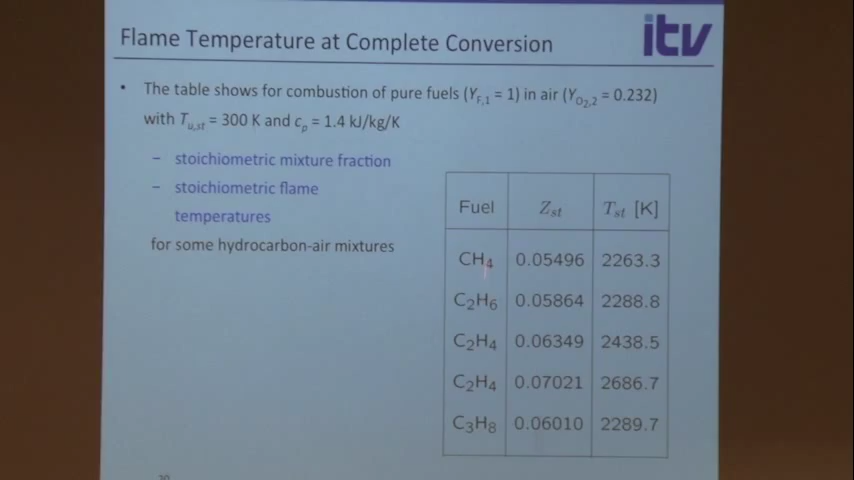 Flame Temperature at Complete Conversion
itv
• The table shows for combustion of pure fuels (Y_F,1 = 1) in air (Y_O2,2 = 0.232)
with T_u,st = 300 K and c_p = 1.4 kJ/kg/K
– stoichiometric mixture fraction
– stoichiometric flame
temperatures
for some hydrocarbon-air mixtures
Fuel Z_st T_st [K]
CH4 0.05496 2263.3
C2H6 0.05864 2288.8
C2H4 0.06349 2438.5
C2H4 0.07021 2686.7
C3H8 0.06010 2289.7